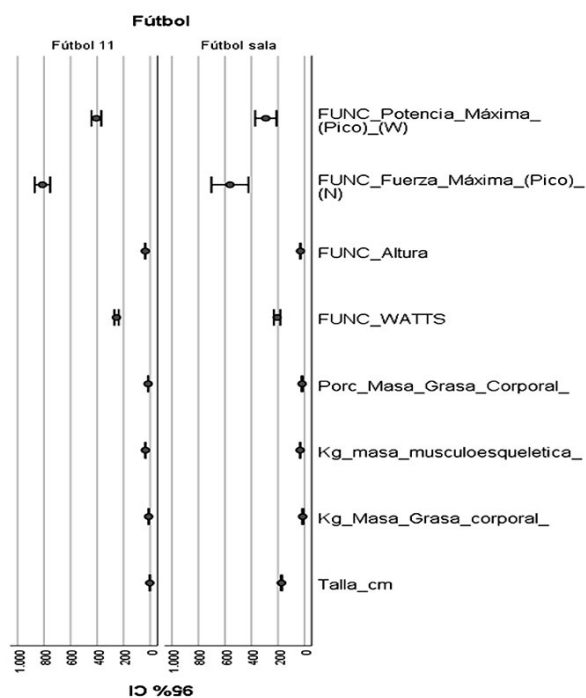 Fútbol
Fútbol 11
Fútbol sala
FUNC_Potencia_Máxima_
(Pico)_(W)
FUNC_Fuerza_Máxima_(Pico)_
(N)
FUNC_Altura
FUNC_WATTS
Porc_Masa_Grasa_Corporal_
Kg_masa_musculoesqueletica_
Kg_Masa_Grasa_corporal_
Talla_cm
1.000 800 600 400 200 0
1.000 800 600 400 200 0
95% CI